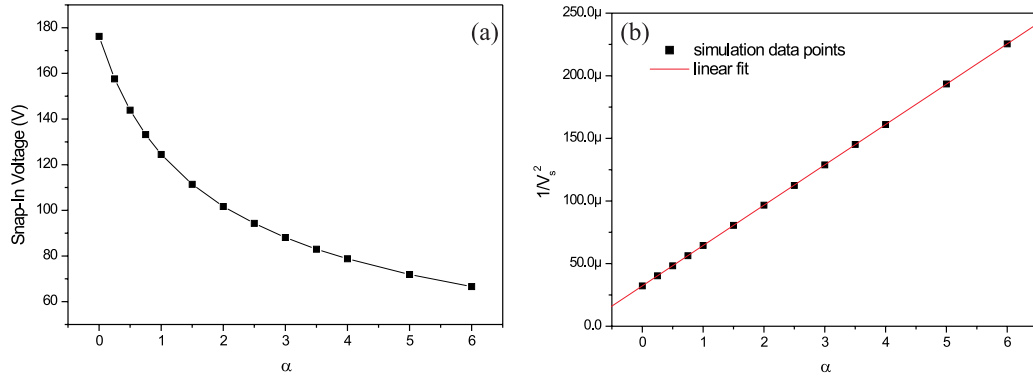 (a)
180
160
140
120
100
80
60
Snap-In Voltage (V)
0 1 2 3 4 5 6
α
(b)
simulation data points
linear fit
250.0µ
200.0µ
150.0µ
100.0µ
50.0µ
0.0
1/Vₛ²
0 1 2 3 4 5 6
α